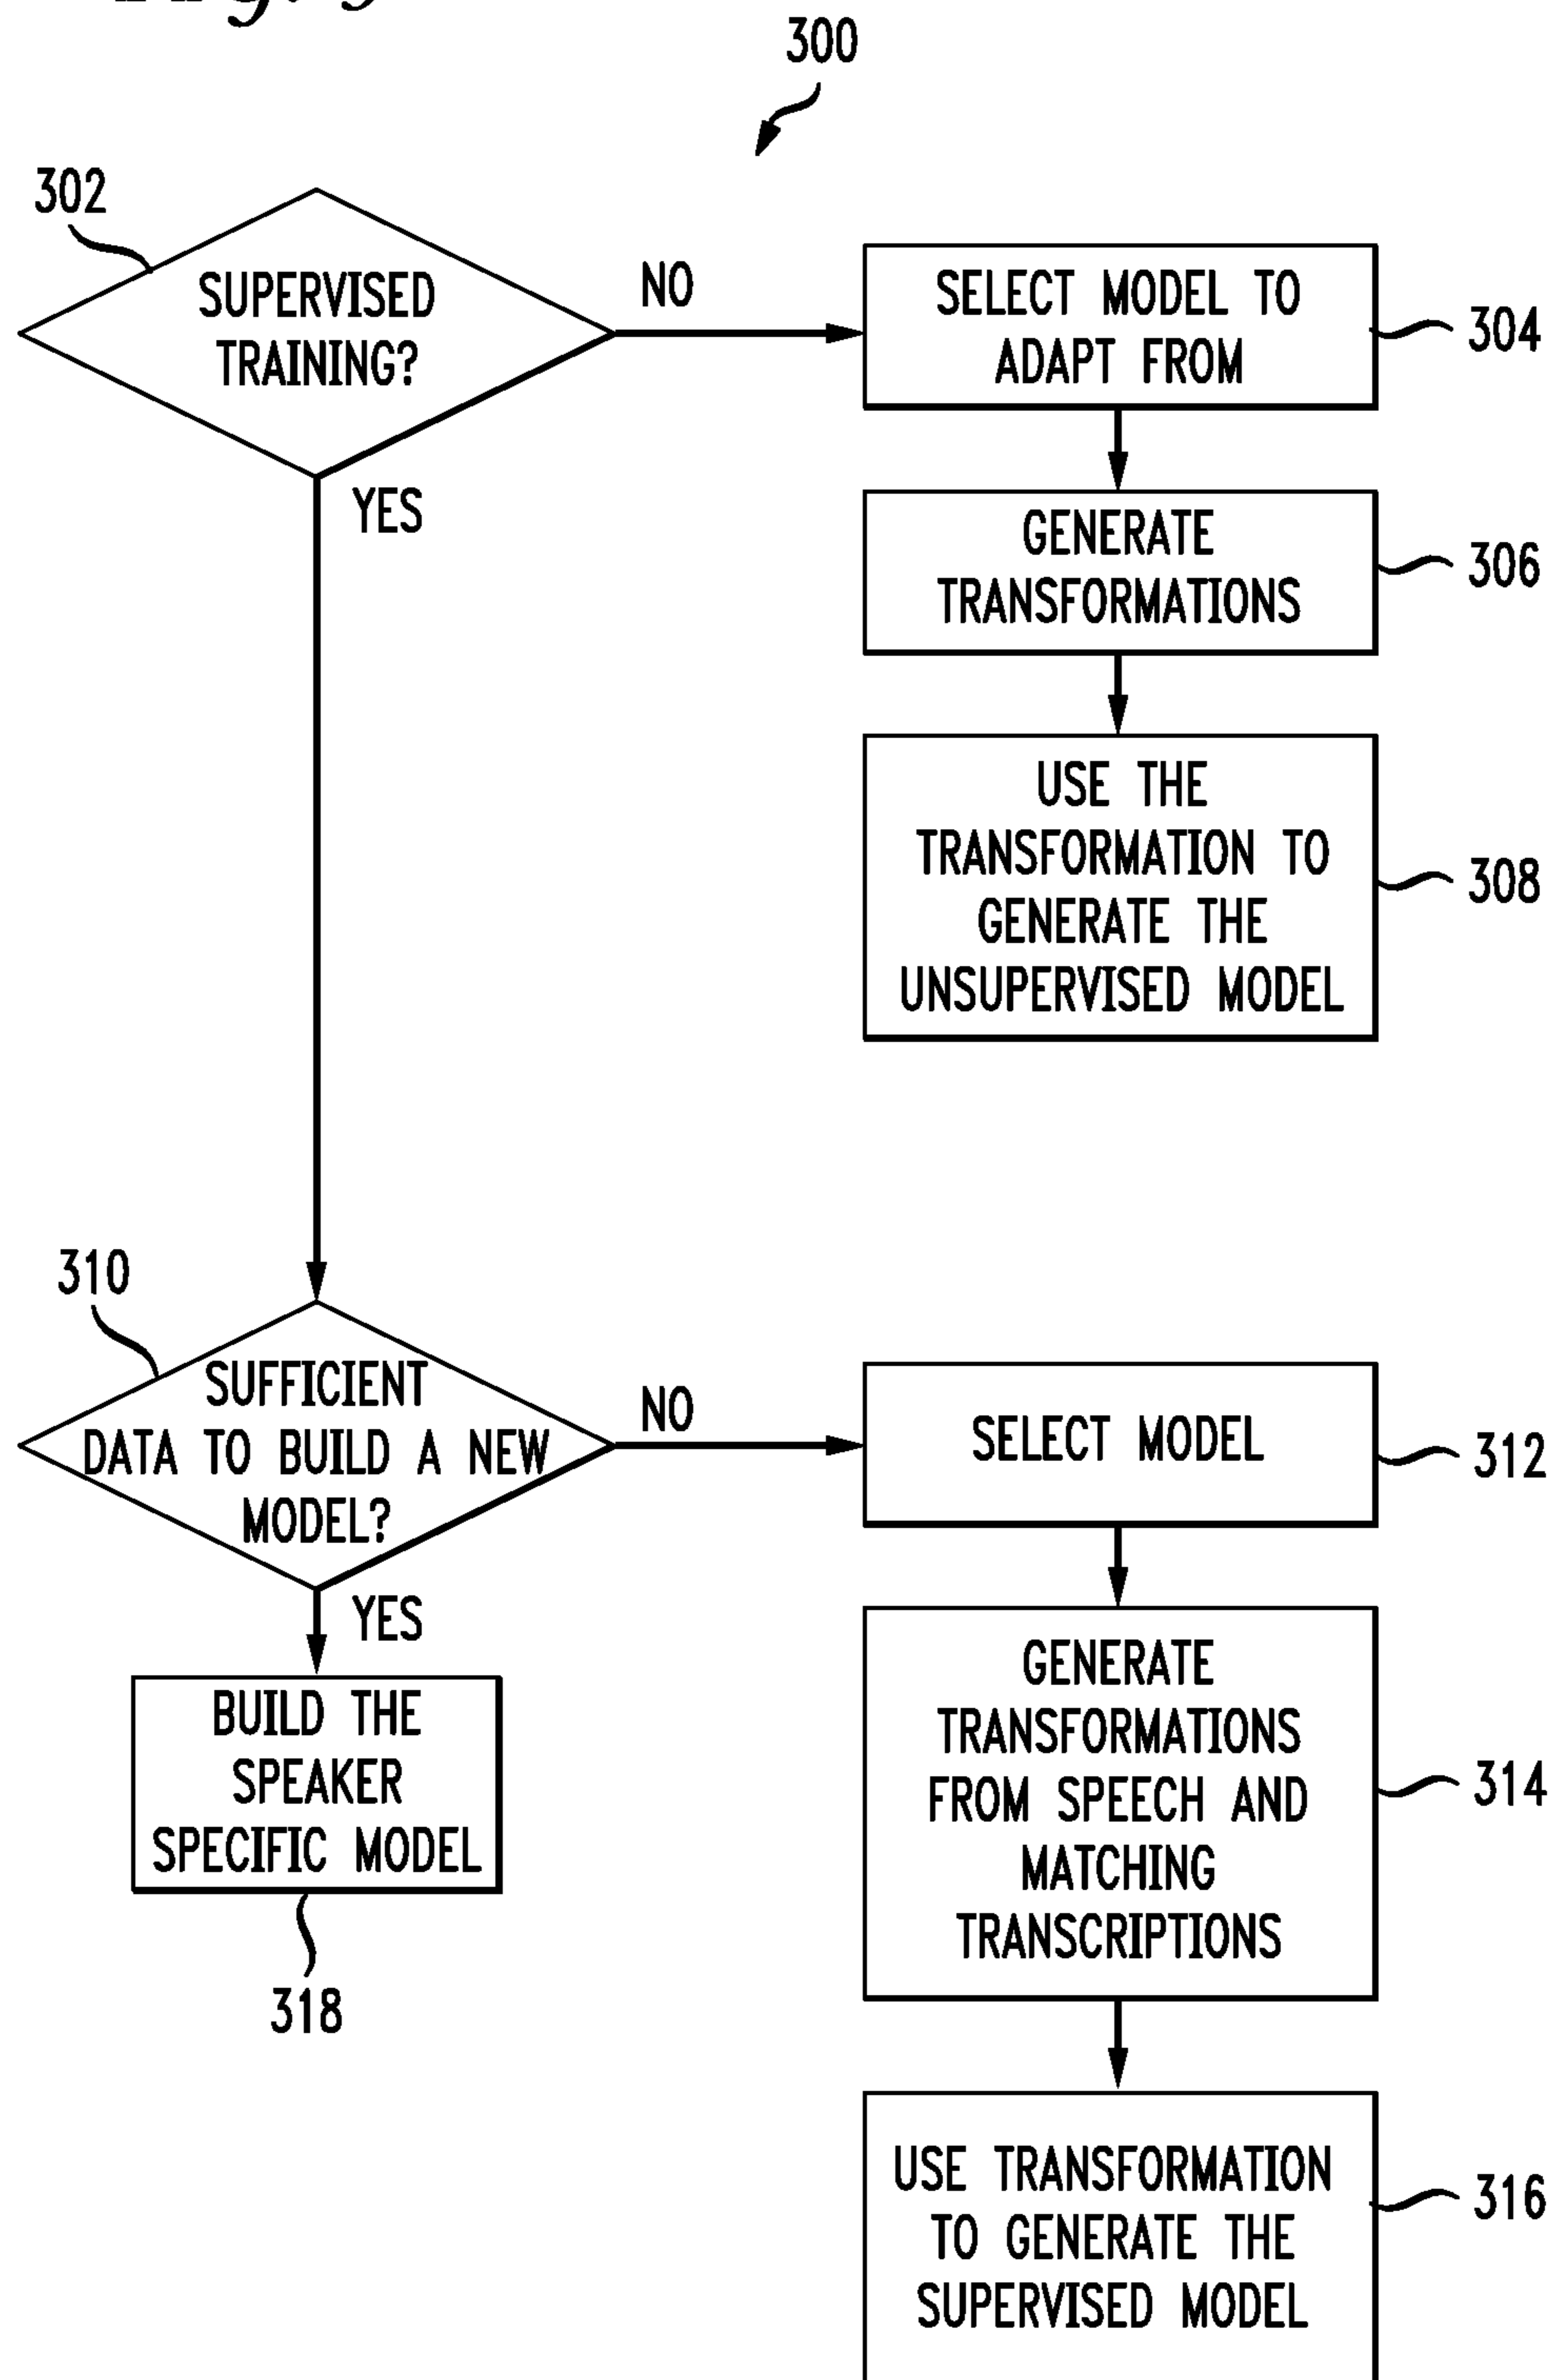 300
302
SUPERVISED
TRAINING?
NO
YES
SELECT MODEL TO
ADAPT FROM
304
GENERATE
TRANSFORMATIONS
306
USE THE
TRANSFORMATION TO
GENERATE THE
UNSUPERVISED MODEL
308
310
SUFFICIENT
DATA TO BUILD A NEW
MODEL?
NO
YES
SELECT MODEL
312
GENERATE
TRANSFORMATIONS
FROM SPEECH AND
MATCHING
TRANSCRIPTIONS
314
BUILD THE
SPEAKER
SPECIFIC MODEL
318
USE TRANSFORMATION
TO GENERATE THE
SUPERVISED MODEL
316